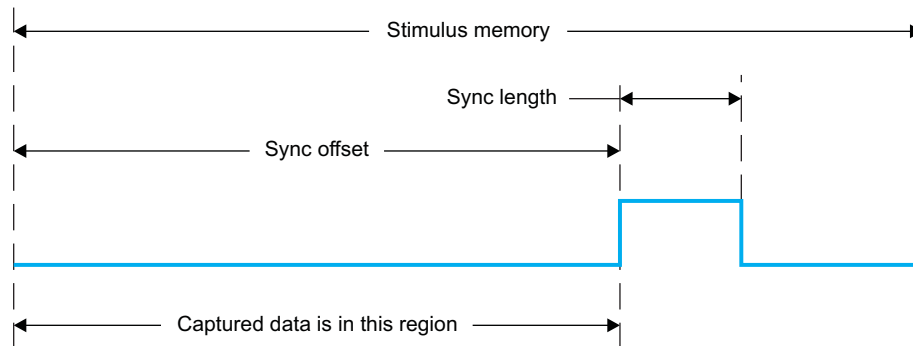 Stimulus memory
Sync length
Sync offset
Captured data is in this region